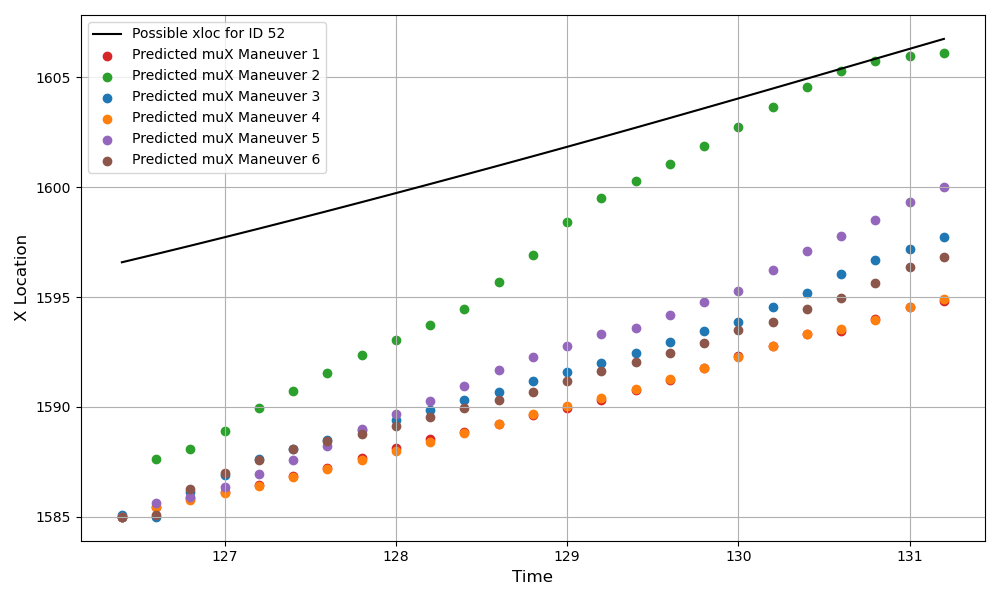 Possible xloc for ID 52
Predicted muX Maneuver 1
Predicted muX Maneuver 2
Predicted muX Maneuver 3
Predicted muX Maneuver 4
Predicted muX Maneuver 5
Predicted muX Maneuver 6
X Location
1605
1600
1595
1590
1585
127 128 129 130 131
Time